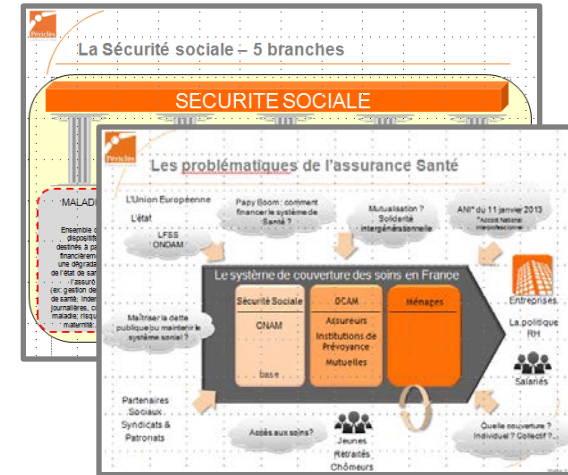 Périclès
La Sécurité sociale – 5 branches
SECURITE SOCIALE
MALADI
Ensemble d
dispositifs
destinés à pa
financièrem
une dégrada
de l'état de san
l'assuré
(ex: gestion de
de santé; Indem
journalières, c
maladie; risqu
maternité.
Périclès
Les problématiques de l'assurance Santé
L'Union Européenne
L'état
LFSS
ONDAM
Papy Boom : comment
financer le système de
Santé ?
Mutualisation ?
Solidarité
intergénérationnelle
ANI* du 11 janvier 2013
*Accord National
Interprofessionnel
Le système de couverture des soins en France
Sécurité Sociale
CNAM
base
OCAM
Assureurs
Institutions de
Prévoyance
Mutuelles
Ménages
Entreprises
La politique
RH
Salariés
Maîtriser la dette
publique ou maintenir le
système social ?
Partenaires
Sociaux
Syndicats &
Patronats
Accès aux soins?
Jeunes
Retraités
Chômeurs
Quelle couverture ?
Individuel ? Collectif ?...